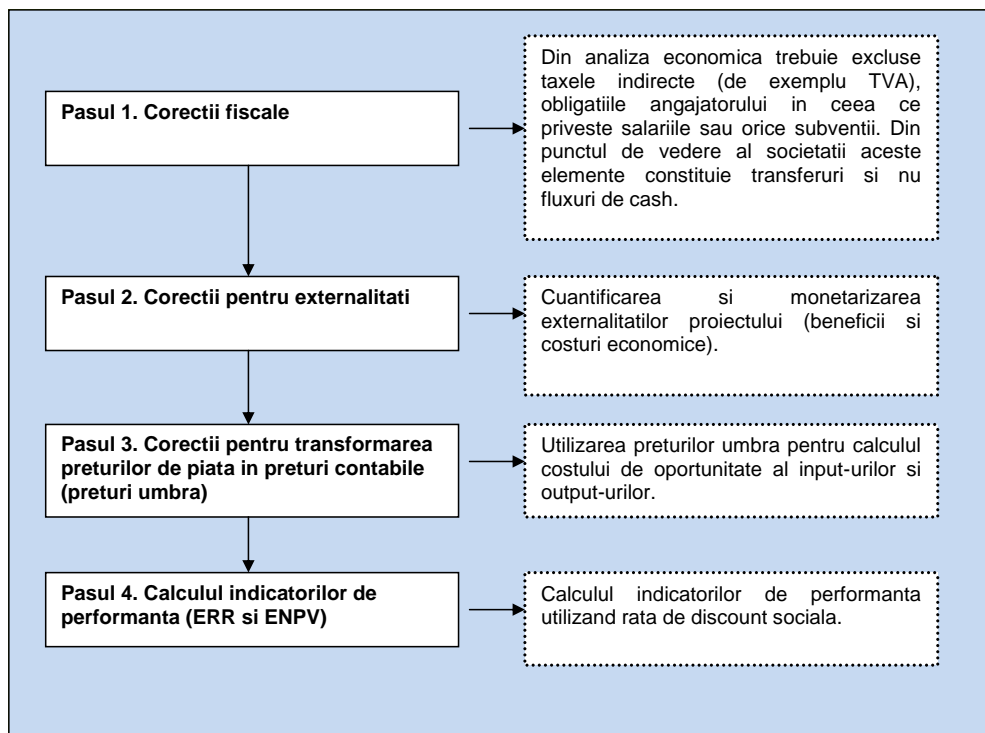 Pasul 1. Corectii fiscale
Din analiza economica trebuie excluse
taxele indirecte (de exemplu TVA),
obligatiile angajatorului in ceea ce
priveste salariile sau orice subventii. Din
punctul de vedere al societatii aceste
elemente constituie transferuri si nu
fluxuri de cash.
Pasul 2. Corectii pentru externalitati
Cuantificarea si monetarizarea
externalitatilor proiectului (beneficii si
costuri economice).
Pasul 3. Corectii pentru transformarea
preturilor de piata in preturi contabile
(preturi umbra)
Utilizarea preturilor umbra pentru calculul
costului de oportunitate al input-urilor si
output-urilor.
Pasul 4. Calculul indicatorilor de
performanta (ERR si ENPV)
Calculul indicatorilor de performanta
utilizand rata de discount sociala.